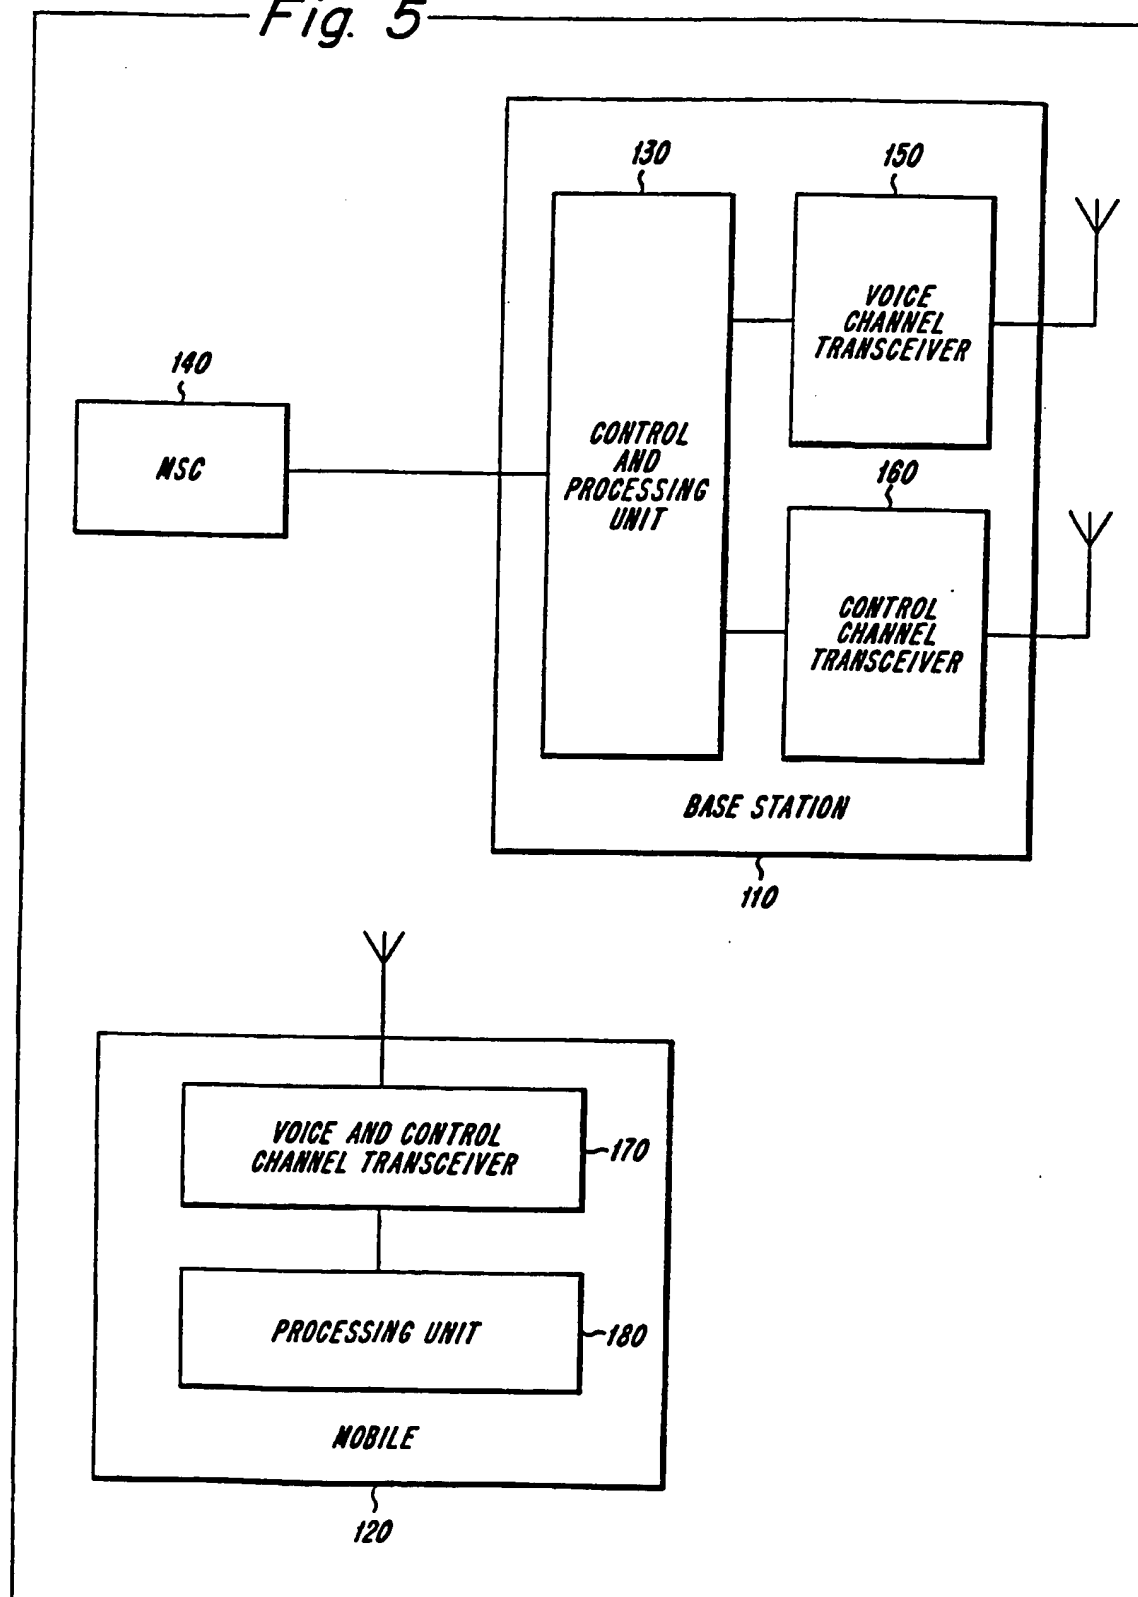 Fig. 5
130
150
VOICE
CHANNEL
TRANSCEIVER
140
MSC
CONTROL
AND
PROCESSING
UNIT
160
CONTROL
CHANNEL
TRANSCEIVER
BASE STATION
110
VOICE AND CONTROL
CHANNEL TRANSCEIVER
170
PROCESSING UNIT
180
MOBILE
120